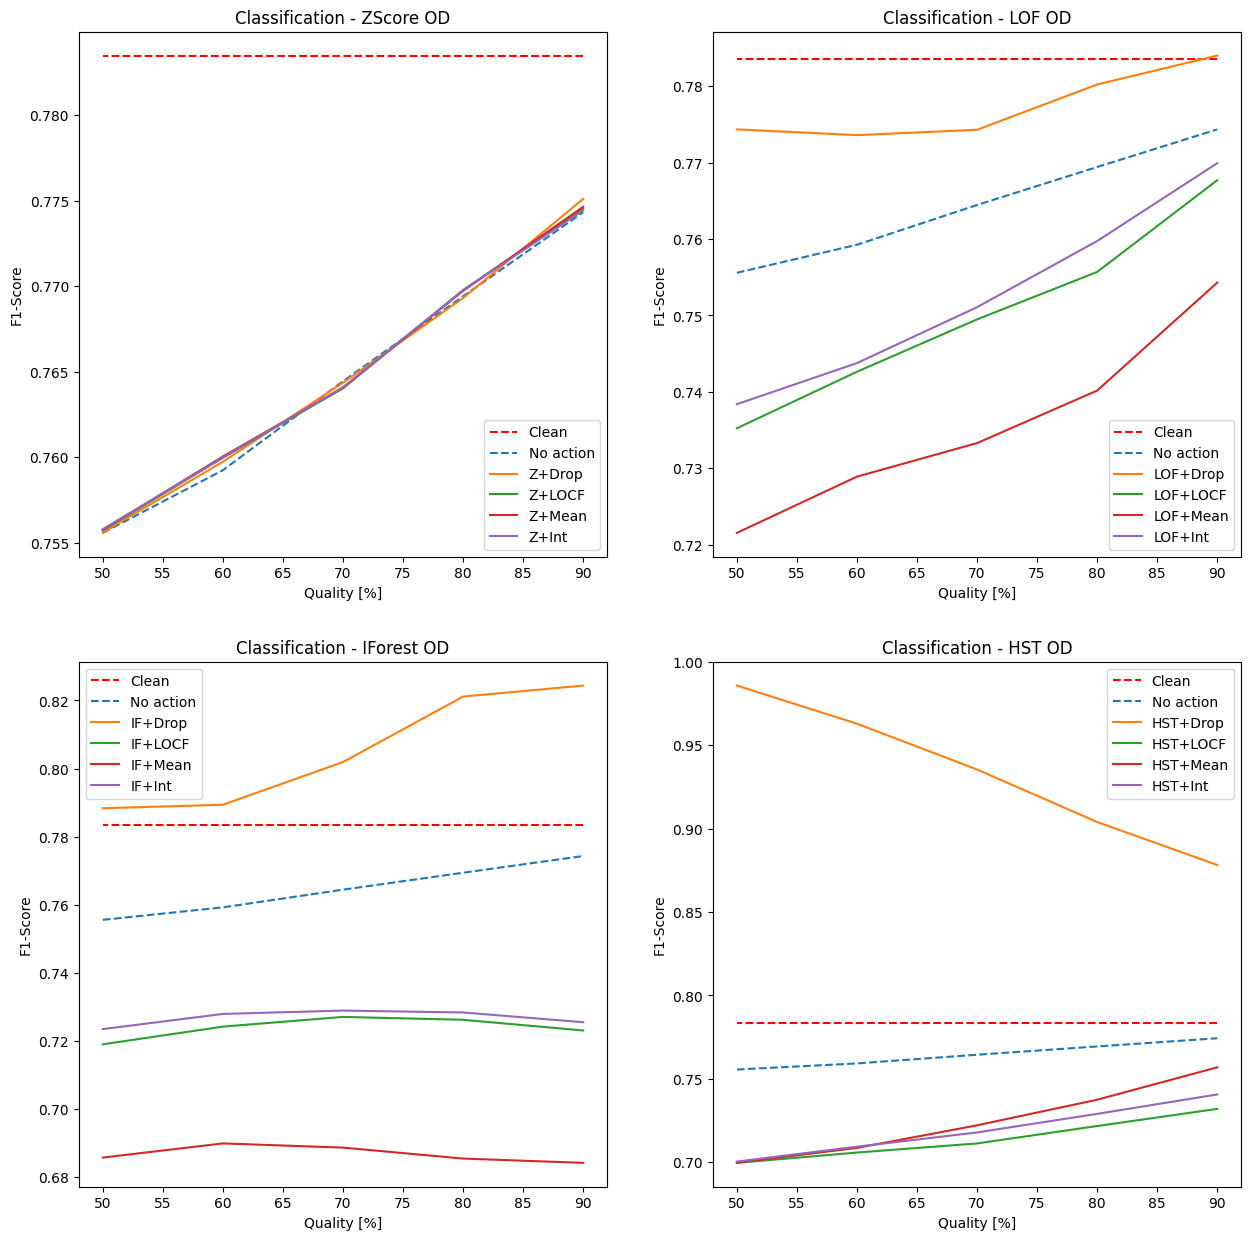 Classification - ZScore OD
F1-Score
0.780
0.775
0.770
0.765
0.760
0.755
50 55 60 65 70 75 80 85 90
Quality [%]
Clean
No action
Z+Drop
Z+LOCF
Z+Mean
Z+Int
Classification - LOF OD
F1-Score
0.78
0.77
0.76
0.75
0.74
0.73
0.72
50 55 60 65 70 75 80 85 90
Quality [%]
Clean
No action
LOF+Drop
LOF+LOCF
LOF+Mean
LOF+Int
Classification - IForest OD
F1-Score
0.82
0.80
0.78
0.76
0.74
0.72
0.70
0.68
50 55 60 65 70 75 80 85 90
Quality [%]
Clean
No action
IF+Drop
IF+LOCF
IF+Mean
IF+Int
Classification - HST OD
F1-Score
1.00
0.95
0.90
0.85
0.80
0.75
0.70
50 55 60 65 70 75 80 85 90
Quality [%]
Clean
No action
HST+Drop
HST+LOCF
HST+Mean
HST+Int